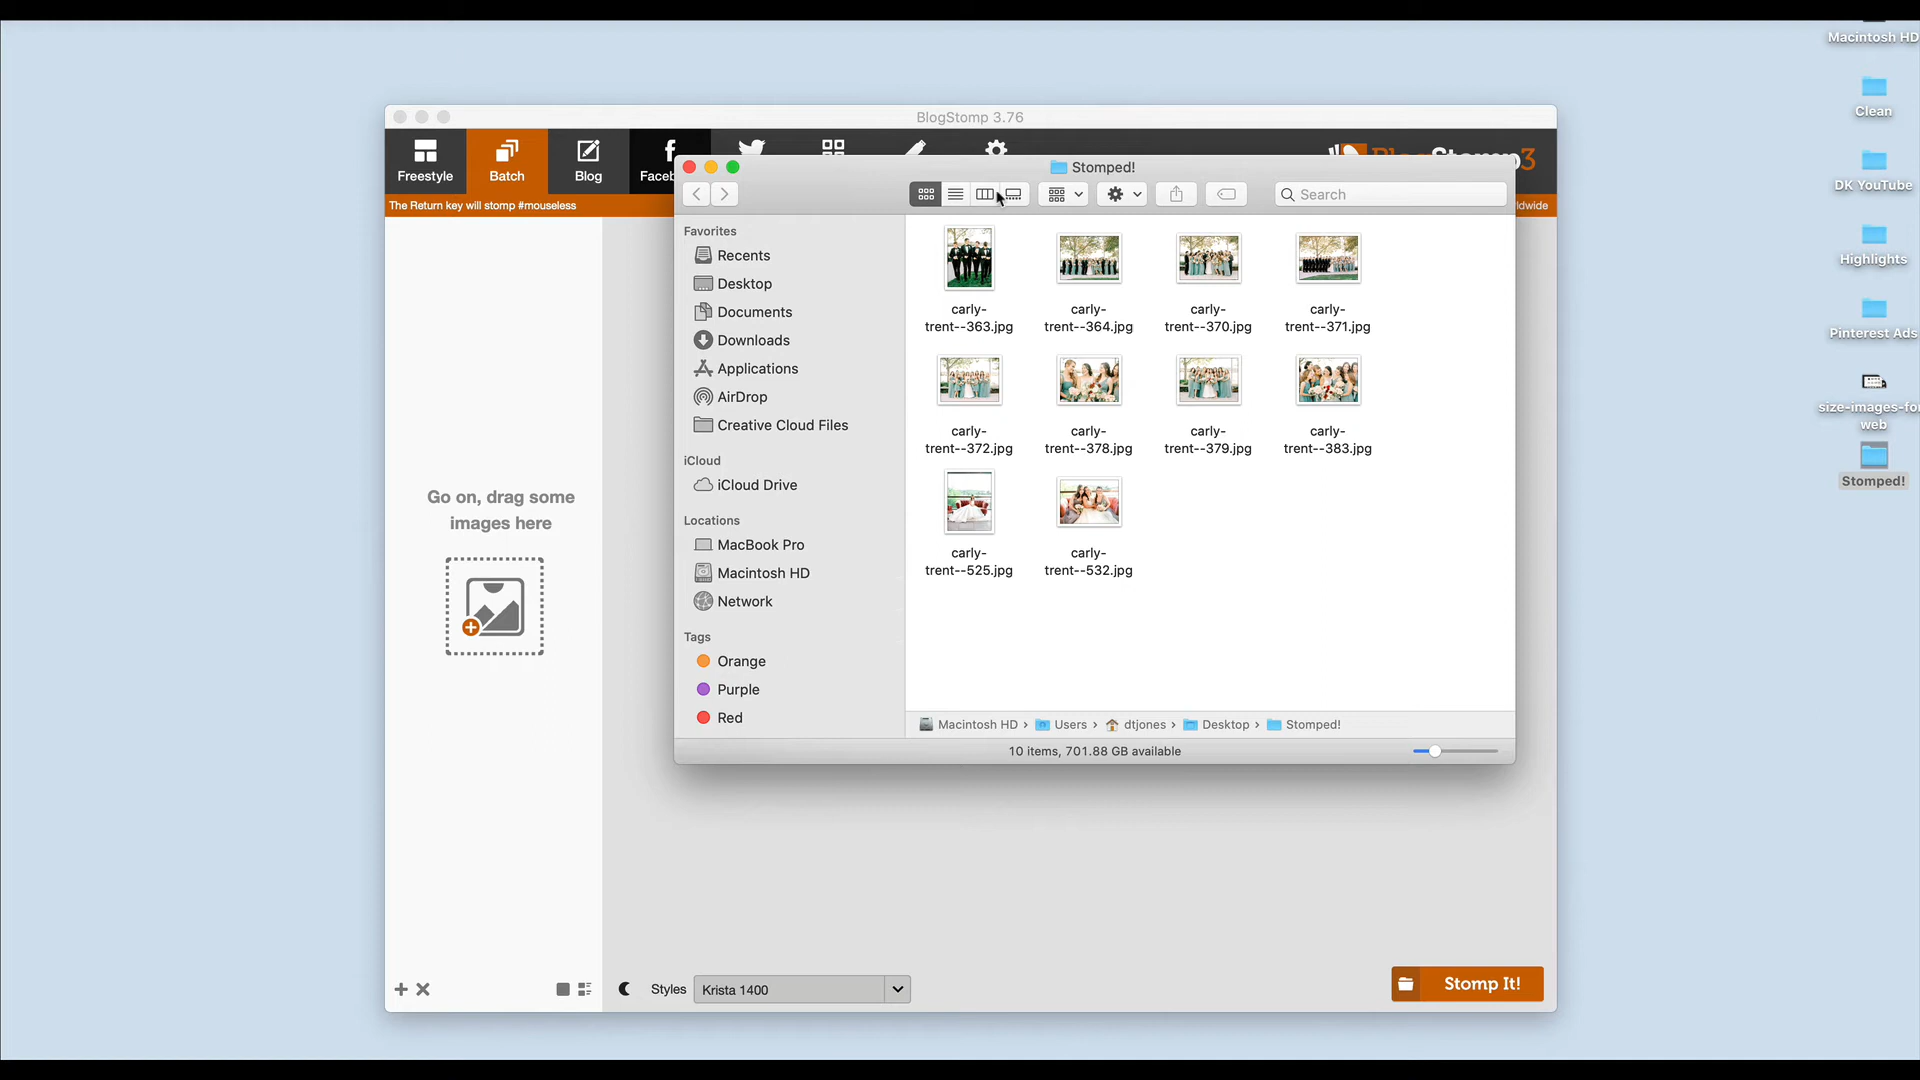 Macintosh HD
Clean
DK YouTube
Highlights
Pinterest Ads
size-images-for
web
Stomped!
BlogStomp 3.76
Freestyle
Batch
Blog
The Return key will stomp #mouseless
Go on, drag some
images here
Styles
Krista 1400
Stomp It!
Stomped!
Search
Favorites
Recents
Desktop
Documents
Downloads
Applications
AirDrop
Creative Cloud Files
iCloud
iCloud Drive
Locations
MacBook Pro
Macintosh HD
Network
Tags
Orange
Purple
Red
carly-
trent--363.jpg
carly-
trent--364.jpg
carly-
trent--370.jpg
carly-
trent--371.jpg
carly-
trent--372.jpg
carly-
trent--378.jpg
carly-
trent--379.jpg
carly-
trent--383.jpg
carly-
trent--525.jpg
carly-
trent--532.jpg
Macintosh HD › Users › dtjones › Desktop › Stomped!
10 items, 701.88 GB available